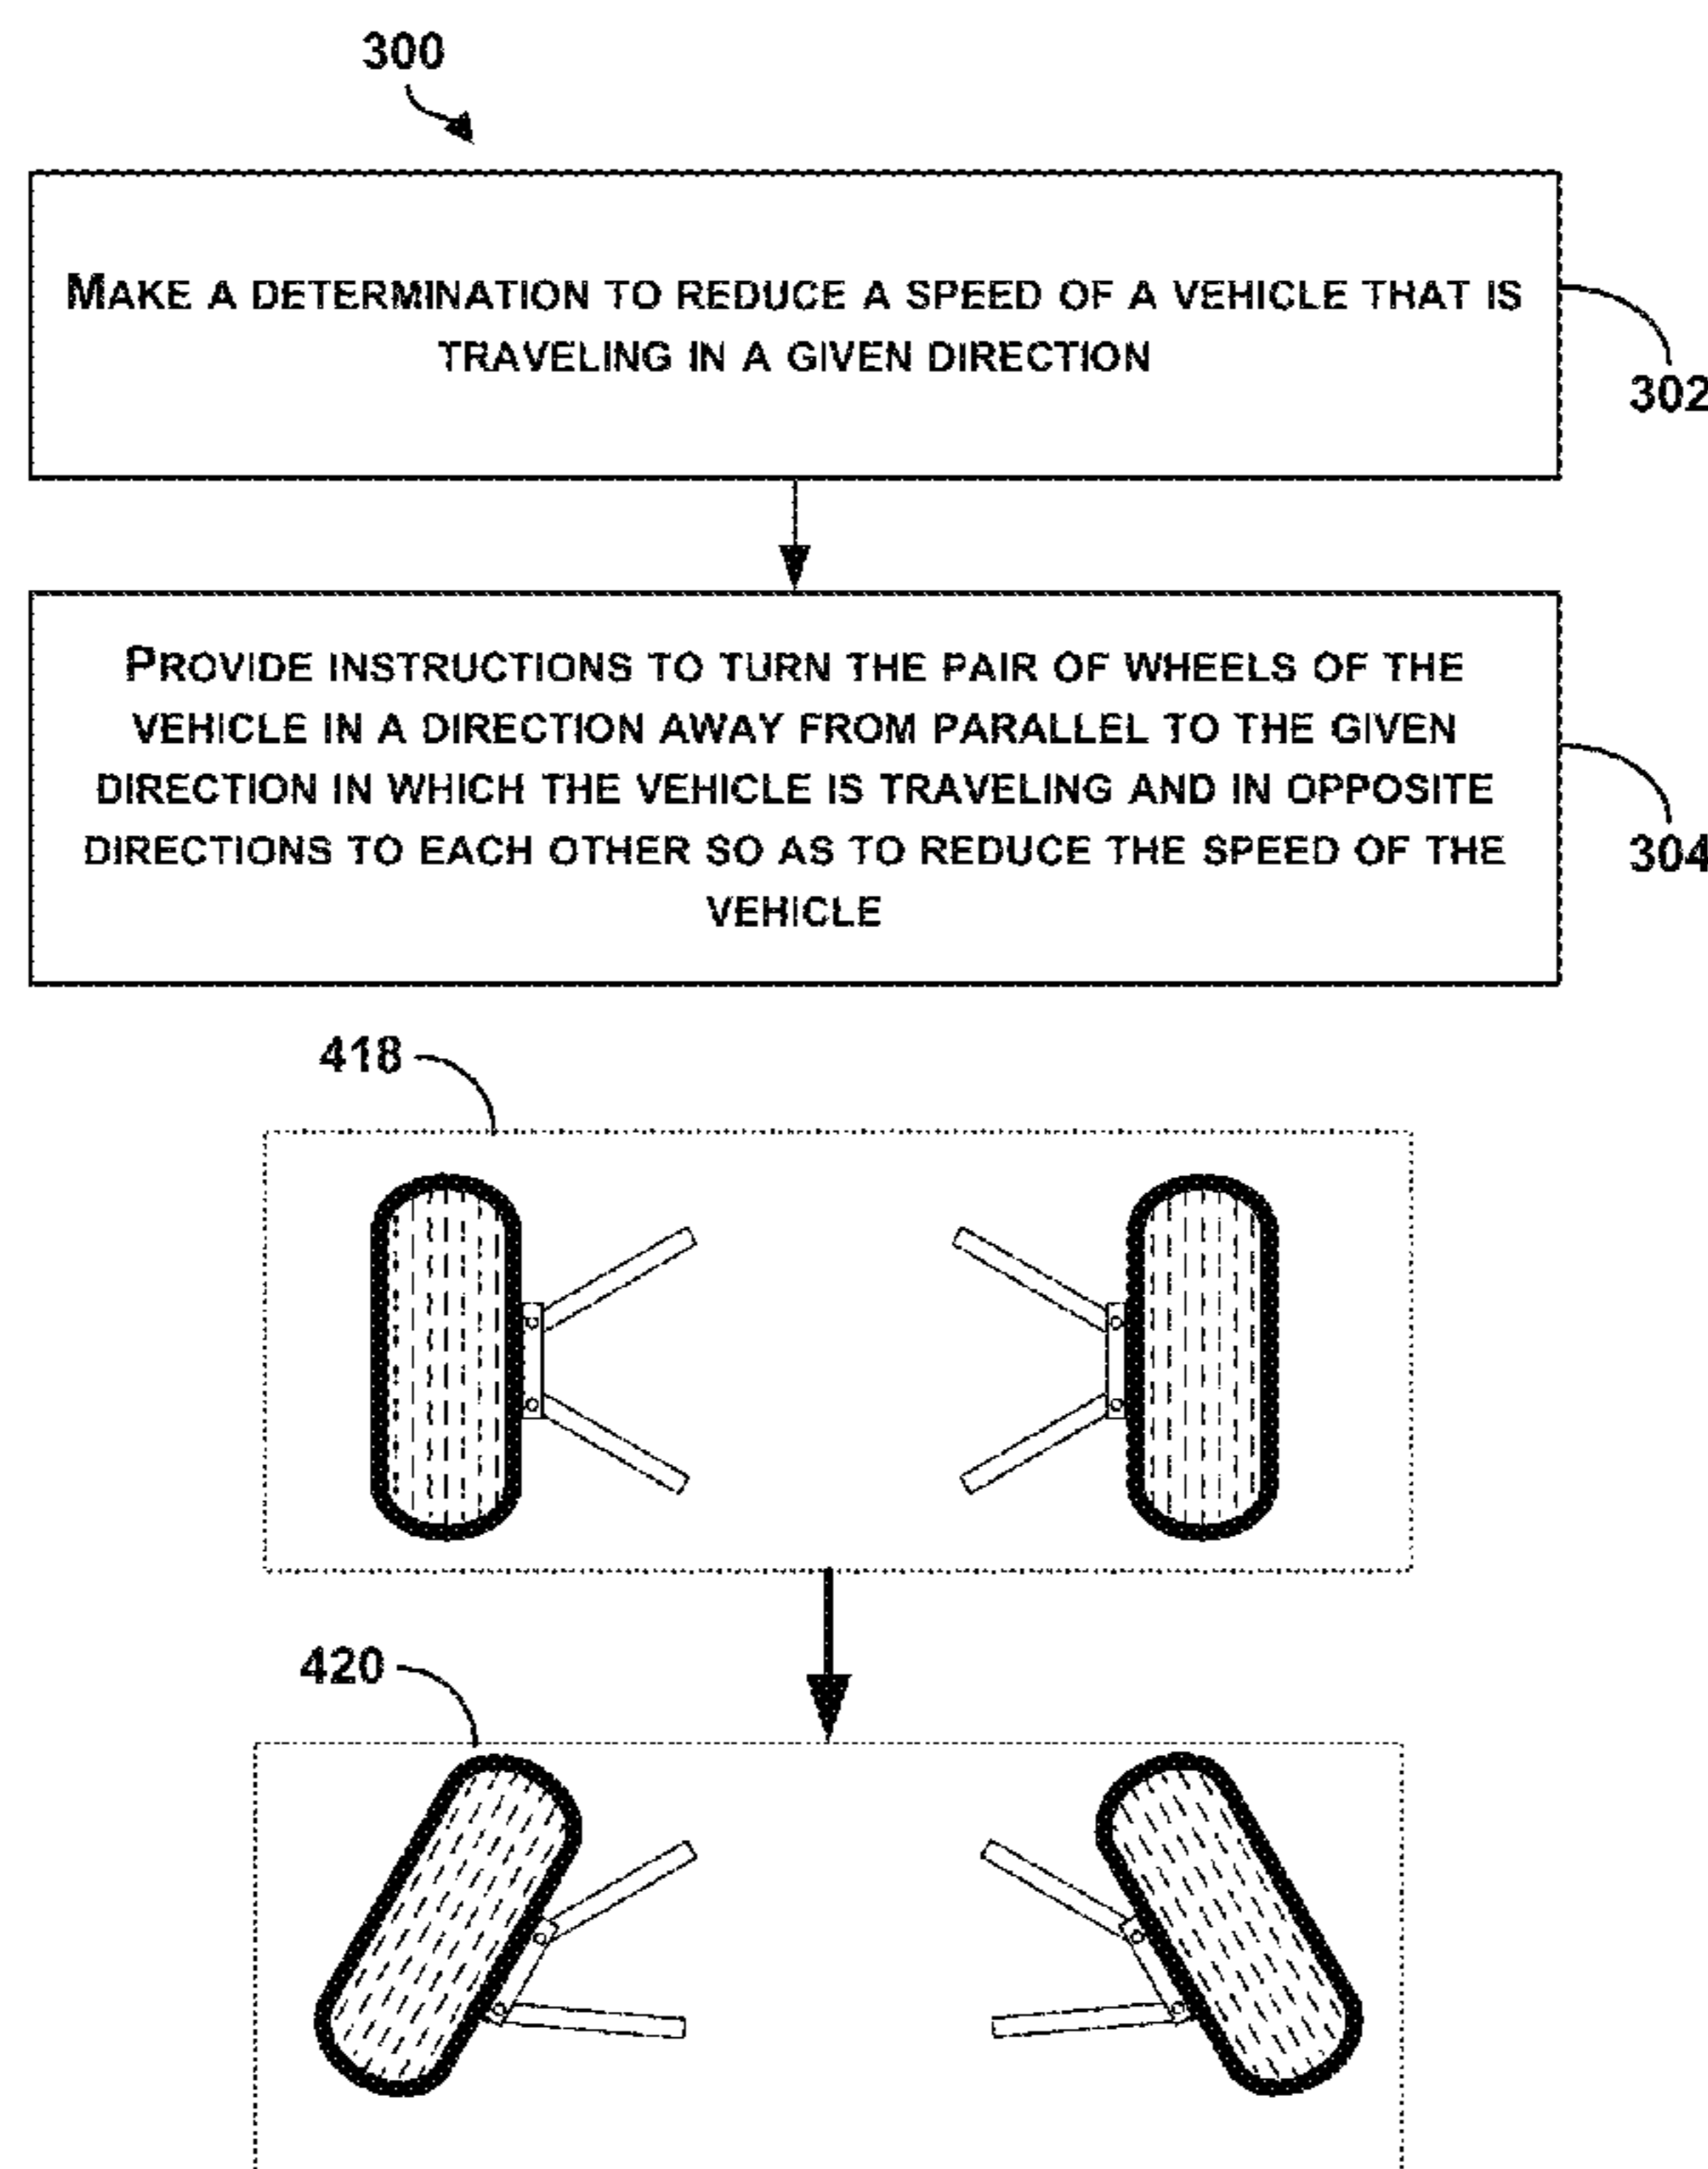 300
MAKE A DETERMINATION TO REDUCE A SPEED OF A VEHICLE THAT IS
TRAVELING IN A GIVEN DIRECTION
302
PROVIDE INSTRUCTIONS TO TURN THE PAIR OF WHEELS OF THE
VEHICLE IN A DIRECTION AWAY FROM PARALLEL TO THE GIVEN
DIRECTION IN WHICH THE VEHICLE IS TRAVELING AND IN OPPOSITE
DIRECTIONS TO EACH OTHER SO AS TO REDUCE THE SPEED OF THE
VEHICLE
304
418
420